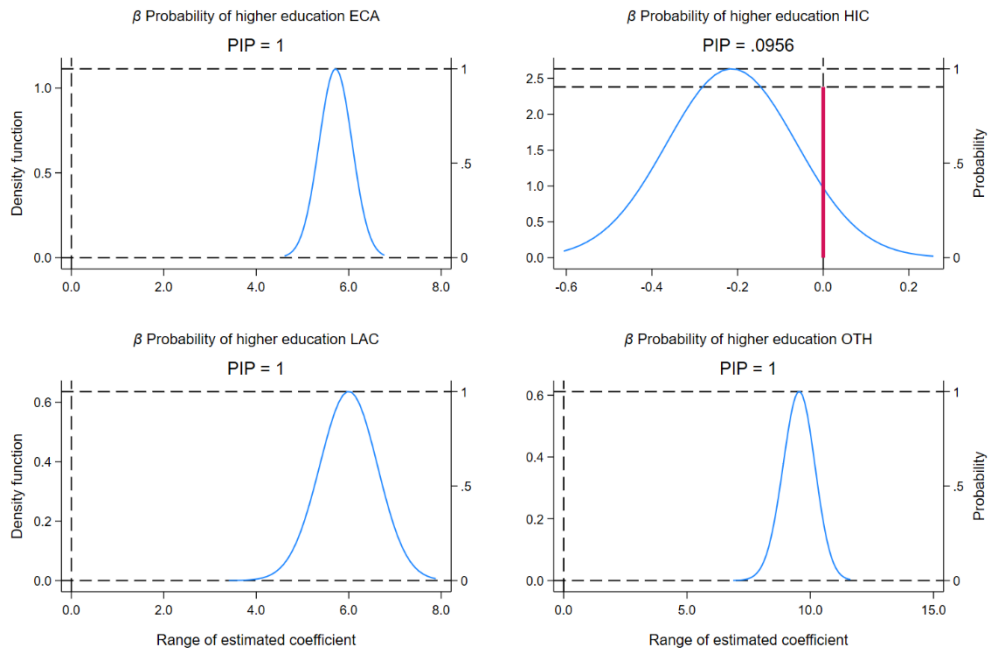 β Probability of higher education ECA
PIP = 1
Density function
1.0
0.5
0.0
1
.5
0
0.0 2.0 4.0 6.0 8.0
β Probability of higher education HIC
PIP = .0956
2.5
2.0
1.5
1.0
0.5
0.0
1
.5
0
Probability
-0.6 -0.4 -0.2 0.0 0.2
β Probability of higher education LAC
PIP = 1
Density function
0.6
0.4
0.2
0.0
1
.5
0
0.0 2.0 4.0 6.0 8.0
Range of estimated coefficient
β Probability of higher education OTH
PIP = 1
0.6
0.4
0.2
0.0
1
.5
0
Probability
0.0 5.0 10.0 15.0
Range of estimated coefficient